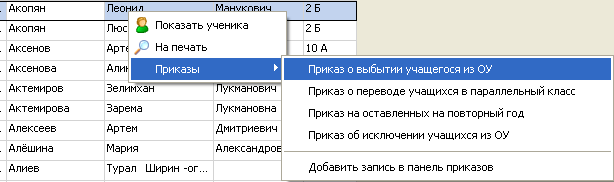 Акопян Леонид Манукович 2 Б
Акопян Люс 2 Б
Аксенов Арте 10 А
Аксенова Алин
Актемиров Зелимхан Лукманович
Актемирова Зарема Лукмановна
Алексеев Артем Дмитриевич
Алёшина Мария Александров
Алиев Турал Ширин -ог...
Показать ученика
На печать
Приказы
Приказ о выбытии учащегося из ОУ
Приказ о переводе учащихся в параллельный класс
Приказ на оставленных на повторный год
Приказ об исключении учащихся из ОУ
Добавить запись в панель приказов